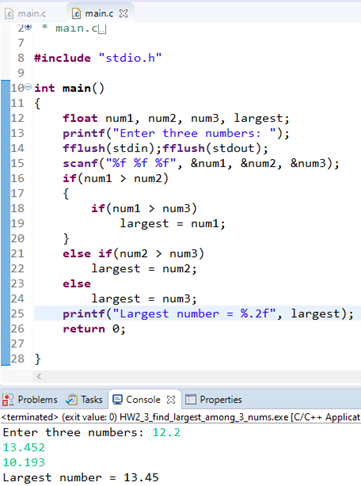 main.c main.c
2 * main.c
7
8 #include "stdio.h"
9
10 int main()
11 {
12     float num1, num2, num3, largest;
13     printf("Enter three numbers: ");
14     fflush(stdin);fflush(stdout);
15     scanf("%f %f %f", &num1, &num2, &num3);
16     if(num1 > num2)
17     {
18         if(num1 > num3)
19             largest = num1;
20     }
21     else if(num2 > num3)
22         largest = num2;
23     else
24         largest = num3;
25     printf("Largest number = %.2f", largest);
26     return 0;
27
28 }
Problems Tasks Console Properties
<terminated> (exit value: 0) HW2_3_find_largest_among_3_nums.exe [C/C++ Applicat
Enter three numbers: 12.2
13.452
10.193
Largest number = 13.45